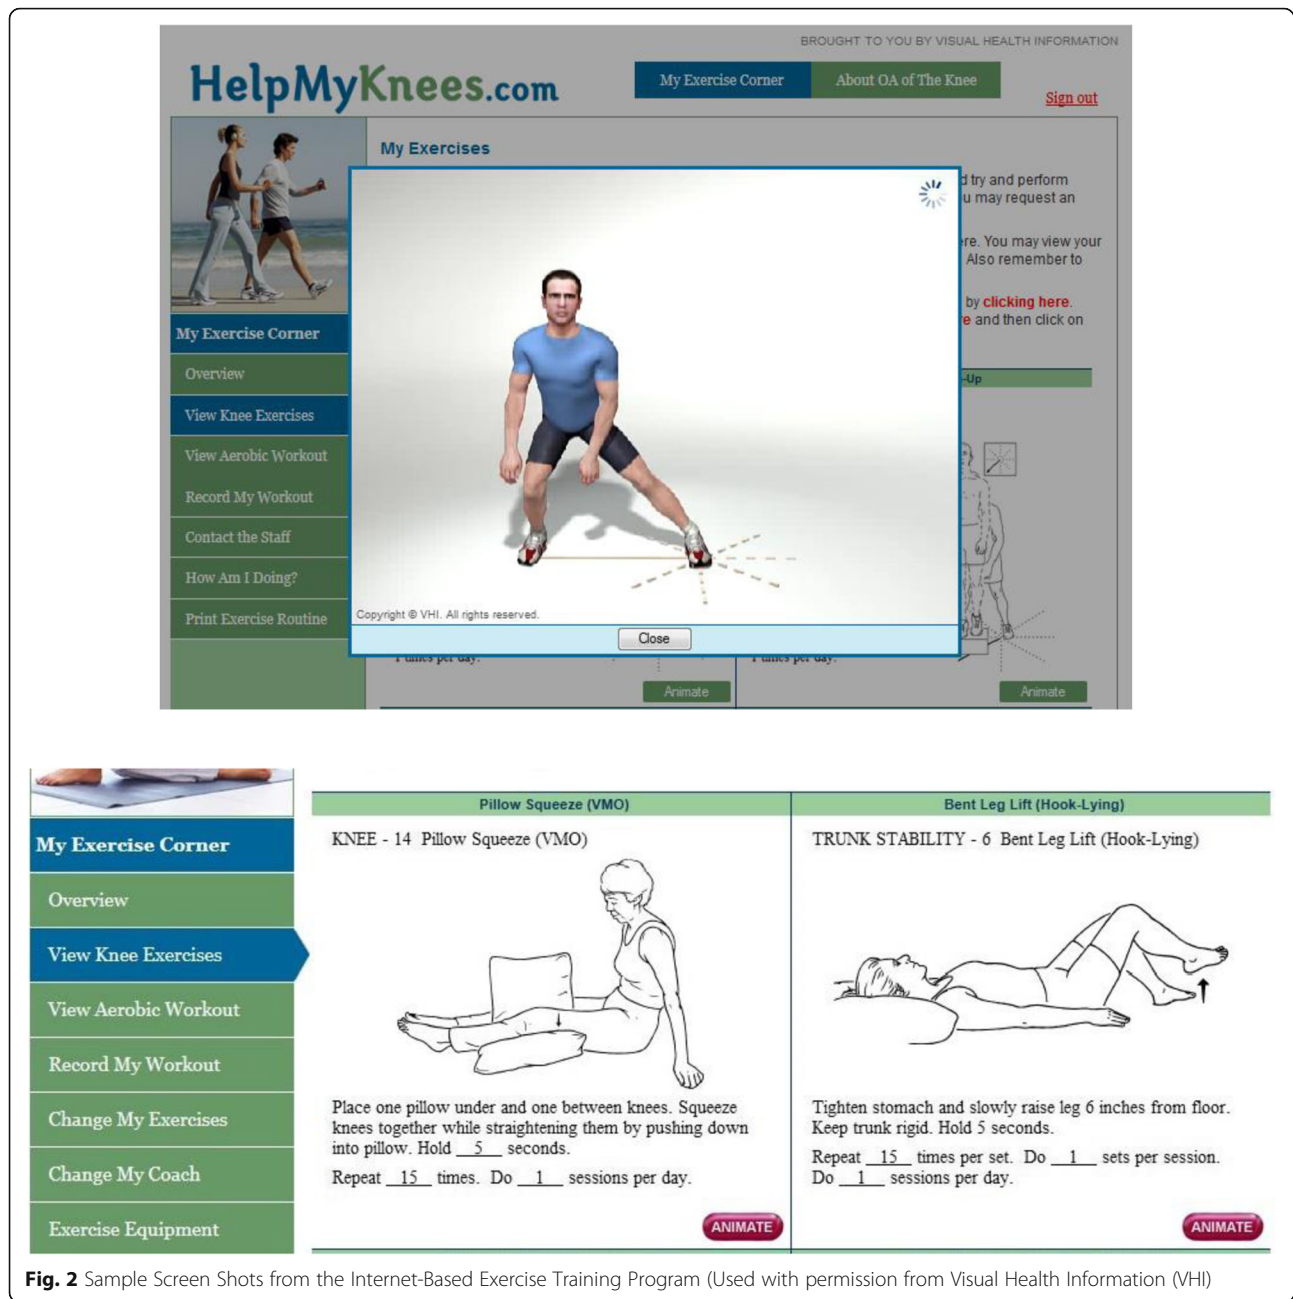 BROUGHT TO YOU BY VISUAL HEALTH INFORMATION
HelpMyKnees.com
My Exercise Corner
About OA of The Knee
Sign out
My Exercises
try and perform
may request an
You may view your
Also remember to
by clicking here.
and then click on
-Up
My Exercise Corner
Overview
View Knee Exercises
View Aerobic Workout
Record My Workout
Contact the Staff
How Am I Doing?
Print Exercise Routine
Copyright © VHI. All rights reserved.
Close
times per day.
times per day.
Animate
Animate
My Exercise Corner
Overview
View Knee Exercises
View Aerobic Workout
Record My Workout
Change My Exercises
Change My Coach
Exercise Equipment
Pillow Squeeze (VMO)
KNEE - 14 Pillow Squeeze (VMO)
Place one pillow under and one between knees. Squeeze
knees together while straightening them by pushing down
into pillow. Hold 5 seconds.
Repeat 15 times. Do 1 sessions per day.
ANIMATE
Bent Leg Lift (Hook-Lying)
TRUNK STABILITY - 6 Bent Leg Lift (Hook-Lying)
Tighten stomach and slowly raise leg 6 inches from floor.
Keep trunk rigid. Hold 5 seconds.
Repeat 15 times per set. Do 1 sets per session.
Do 1 sessions per day.
ANIMATE
Fig. 2 Sample Screen Shots from the Internet-Based Exercise Training Program (Used with permission from Visual Health Information (VHI)